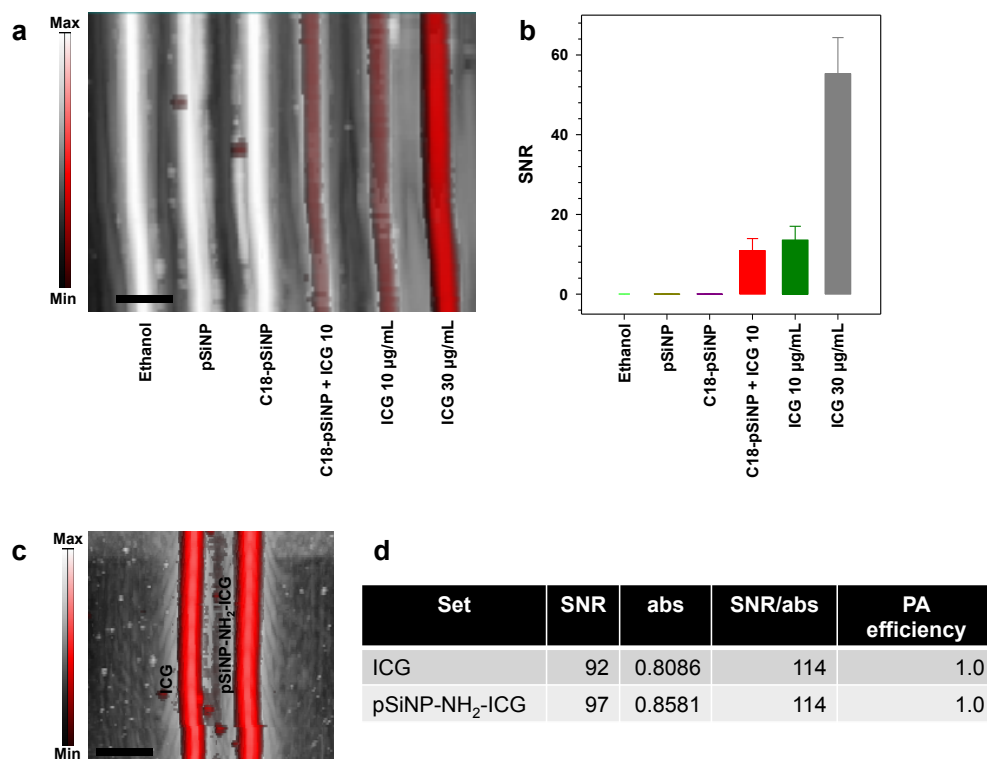 a
Max
Min
Ethanol
pSiNP
C18-pSiNP
C18-pSiNP + ICG 10
ICG 10 µg/mL
ICG 30 µg/mL
b
SNR
60
40
20
0
Ethanol
pSiNP
C18-pSiNP
C18-pSiNP + ICG 10
ICG 10 µg/mL
ICG 30 µg/mL
c
Max
Min
ICG
pSiNP-NH₂-ICG
d
Set SNR abs SNR/abs PA
efficiency
ICG 92 0.8086 114 1.0
pSiNP-NH₂-ICG 97 0.8581 114 1.0